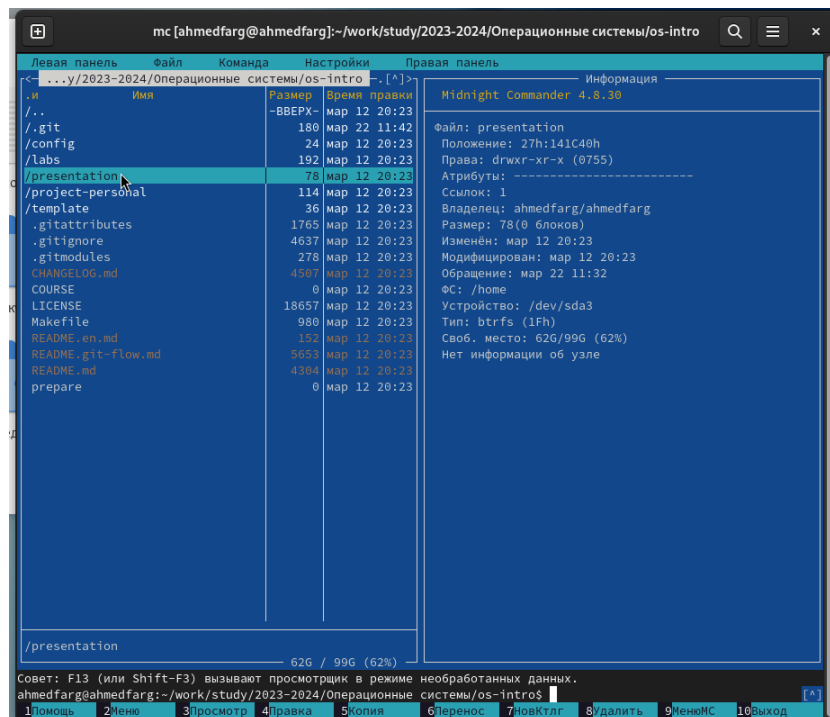 mc [ahmedfarg@ahmedfarg]:~/work/study/2023-2024/Операционные системы/os-intro
Левая панель Файл Команда Настройки Правая панель
<— ...y/2023-2024/Операционные системы/os-intro —.[^]>
.и Имя Размер Время правки
/.. -ВВЕРХ- мар 12 20:23
/.git 180 мар 22 11:42
/config 24 мар 12 20:23
/labs 192 мар 12 20:23
/presentation 78 мар 12 20:23
/project-personal 114 мар 12 20:23
/template 36 мар 12 20:23
.gitattributes 1765 мар 12 20:23
.gitignore 4637 мар 12 20:23
.gitmodules 278 мар 12 20:23
CHANGELOG.md 4507 мар 12 20:23
COURSE 0 мар 12 20:23
LICENSE 18657 мар 12 20:23
Makefile 980 мар 12 20:23
README.en.md 152 мар 12 20:23
README.git-flow.md 5653 мар 12 20:23
README.md 4304 мар 12 20:23
prepare 0 мар 12 20:23
/presentation
62G / 99G (62%)
Информация
Midnight Commander 4.8.30
Файл: presentation
Положение: 27h:141C40h
Права: drwxr-xr-x (0755)
Атрибуты: -------------------------
Ссылок: 1
Владелец: ahmedfarg/ahmedfarg
Размер: 78(0 блоков)
Изменён: мар 12 20:23
Модифицирован: мар 12 20:23
Обращение: мар 22 11:32
ФС: /home
Устройство: /dev/sda3
Тип: btrfs (1Fh)
Своб. место: 62G/99G (62%)
Нет информации об узле
Совет: F13 (или Shift-F3) вызывают просмотрщик в режиме необработанных данных.
ahmedfarg@ahmedfarg:~/work/study/2023-2024/Операционные системы/os-intro$ [^]
1Помощь 2Меню 3Просмотр 4Правка 5Копия 6Перенос 7НовКтлг 8Удалить 9МенюМС 10Выход